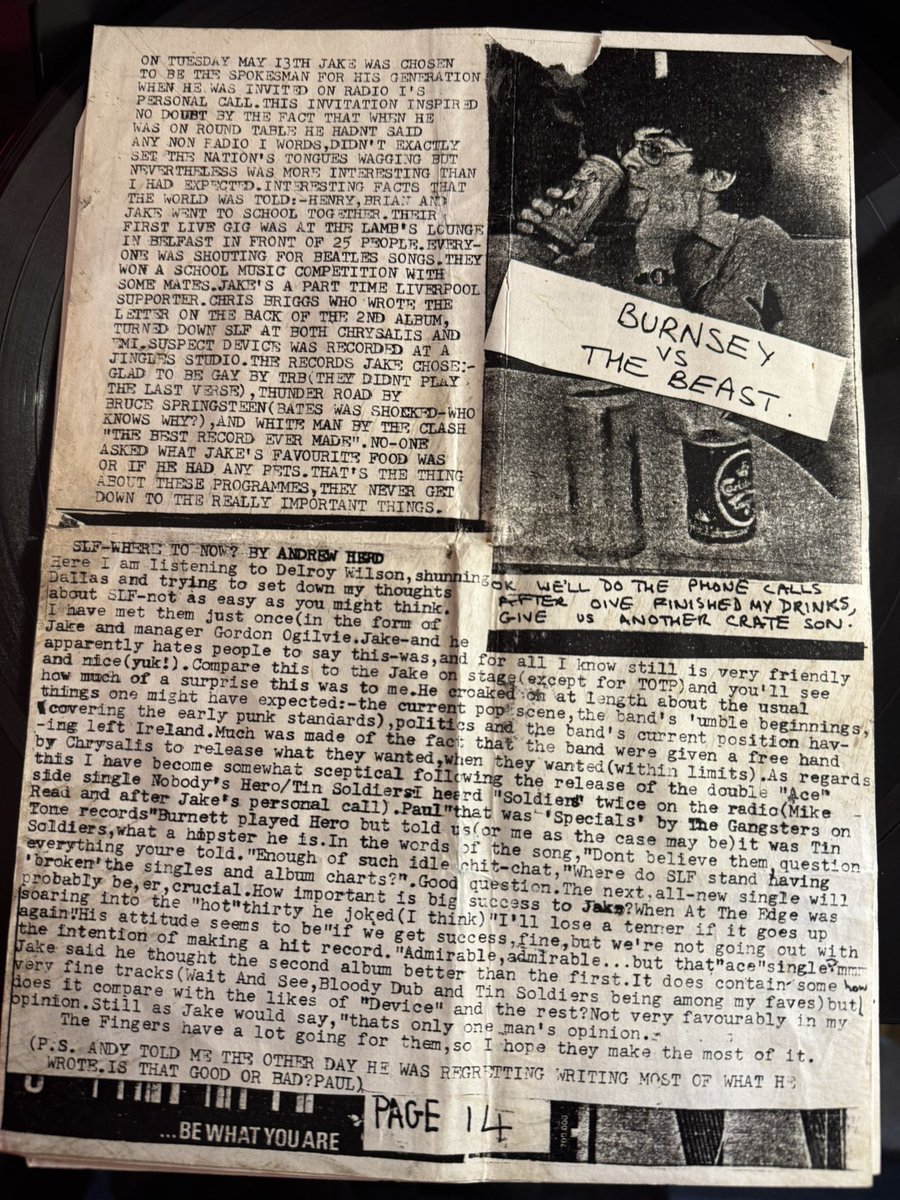 ON TUESDAY MAY 13TH JAKE WAS CHOSEN
TO BE THE SPOKESMAN FOR HIS GENERATION
WHEN HE WAS INVITED ON RADIO I'S
PERSONAL CALL.THIS INVITATION INSPIRED
NO DOUBT BY THE FACT THAT WHEN HE
WAS ON ROUND TABLE HE HADNT SAID
ANY NON RADIO I WORDS,DIDN'T EXACTLY
SET THE NATION'S TONGUES WAGGING BUT
NEVERTHELESS WAS MORE INTERESTING THAN
I HAD EXPECTED.INTERESTING FACTS THAT
THE WORLD WAS TOLD:-HENRY,BRIAN AND
JAKE WENT TO SCHOOL TOGETHER.THEIR
FIRST LIVE GIG WAS AT THE LAMB'S LOUNGE
IN BELFAST IN FRONT OF 25 PEOPLE.EVERY-
ONE WAS SHOUTING FOR BEATLES SONGS.THEY
WON A SCHOOL MUSIC COMPETITION WITH
SOME MATES.JAKE'S A PART TIME LIVERPOOL
SUPPORTER.CHRIS BRIGGS WHO WROTE THE
LETTER ON THE BACK OF THE 2ND ALBUM,
TURNED DOWN SLF AT BOTH CHRYSALIS AND
EMI.SUSPECT DEVICE WAS RECORDED AT A
JINGLES STUDIO.THE RECORDS JAKE CHOSE:-
GLAD TO BE GAY BY TRB(THEY DIDNT PLAY
THE LAST VERSE),THUNDER ROAD BY
BRUCE SPRINGSTEEN(BATES WAS SHOCKED-WHO
KNOWS WHY?),AND WHITE MAN BY THE CLASH
"THE BEST RECORD EVER MADE".NO-ONE
ASKED WHAT JAKE'S FAVOURITE FOOD WAS
OR IF HE HAD ANY PETS.THAT'S THE THING
ABOUT THESE PROGRAMMES,THEY NEVER GET
DOWN TO THE REALLY IMPORTANT THINGS.
BURNSEY
VS
THE BEAST.
OK WE'LL DO THE PHONE CALLS
AFTER OIVE FINISHED MY DRINKS,
GIVE US ANOTHER CRATE SON.
SLF-WHERE TO NOW? BY ANDREW HERD
Here I am listening to Delroy Wilson,shunning
Dallas and trying to set down my thoughts
about SLF-not as easy as you might think.
I have met them just once(in the form of
Jake and manager Gordon Ogilvie.Jake-and he
apparently hates people to say this-was,and for all I know still is very friendly
and nice(yuk!).Compare this to the Jake on stage(except for TOTP)and you'll see
how much of a surprise this was to me.He croaked on at length about the usual
things one might have expected:-the current pop scene,the band's 'umble beginnings,
(covering the early punk standards),politics and the band's current position hav-
-ing left Ireland.Much was made of the fact that the band were given a free hand
by Chrysalis to release what they wanted,when they wanted(within limits).As regards
this I have become somewhat sceptical following the release of the double "Ace"
side single Nobody's Hero/Tin Soldiers-I heard "Soldiers" twice on the radio(Mike
Read and after Jake's personal call).Paul"that was 'Specials' by The Gangsters on
Tone records"Burnett played Hero but told us(or me as the case may be)it was Tin
Soldiers,what a hipster he is.In the words of the song,"Dont believe them,question
everything youre told."Enough of such idle chit-chat,"Where do SLF stand having
'broken'the singles and album charts?".Good question.The next,all-new single will
probably be,er,crucial.How important is big success to Jake?When At The Edge was
soaring into the "hot"thirty he joked(I think)"I'll lose a tenner if it goes up
again"His attitude seems to be"if we get success,fine,but we're not going out with
the intention of making a hit record."Admirable,admirable...but that"ace"single?mmm
Jake said he thought the second album better than the first.It does contain some
very fine tracks(Wait And See,Bloody Dub and Tin Soldiers being among my faves)but how
does it compare with the likes of "Device" and the rest?Not very favourably in my
opinion.Still as Jake would say,"thats only one man's opinion.
The Fingers have a lot going for them,so I hope they make the most of it.
(P.S. ANDY TOLD ME THE OTHER DAY HE WAS REGRETTING WRITING MOST OF WHAT HE
WROTE.IS THAT GOOD OR BAD?PAUL)
...BE WHAT YOU ARE
PAGE 14